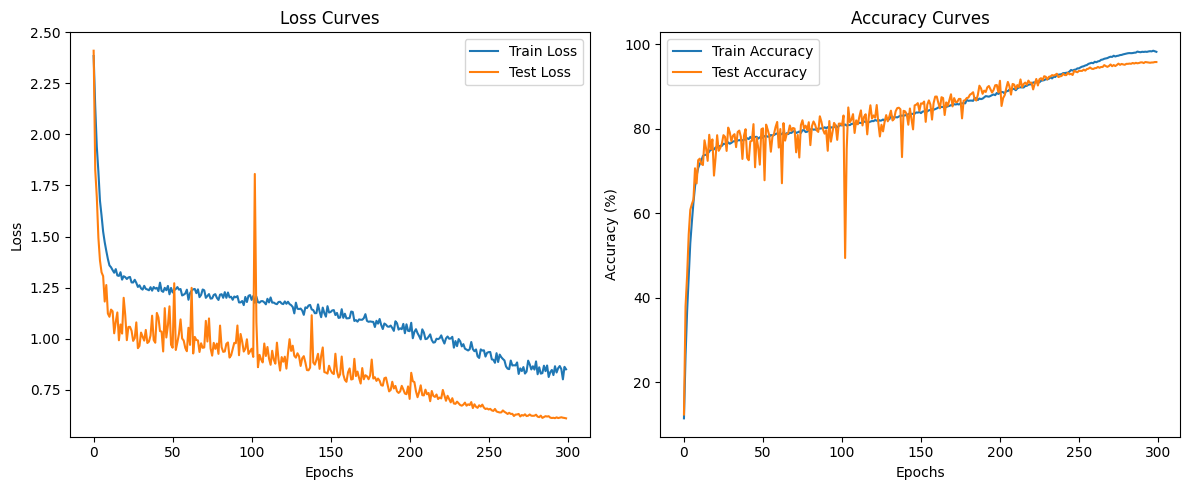 Loss Curves
2.50
2.25
2.00
1.75
1.50
1.25
1.00
0.75
Loss
0 50 100 150 200 250 300
Epochs
Train Loss
Test Loss
Accuracy Curves
100
80
60
40
20
Accuracy (%)
0 50 100 150 200 250 300
Epochs
Train Accuracy
Test Accuracy